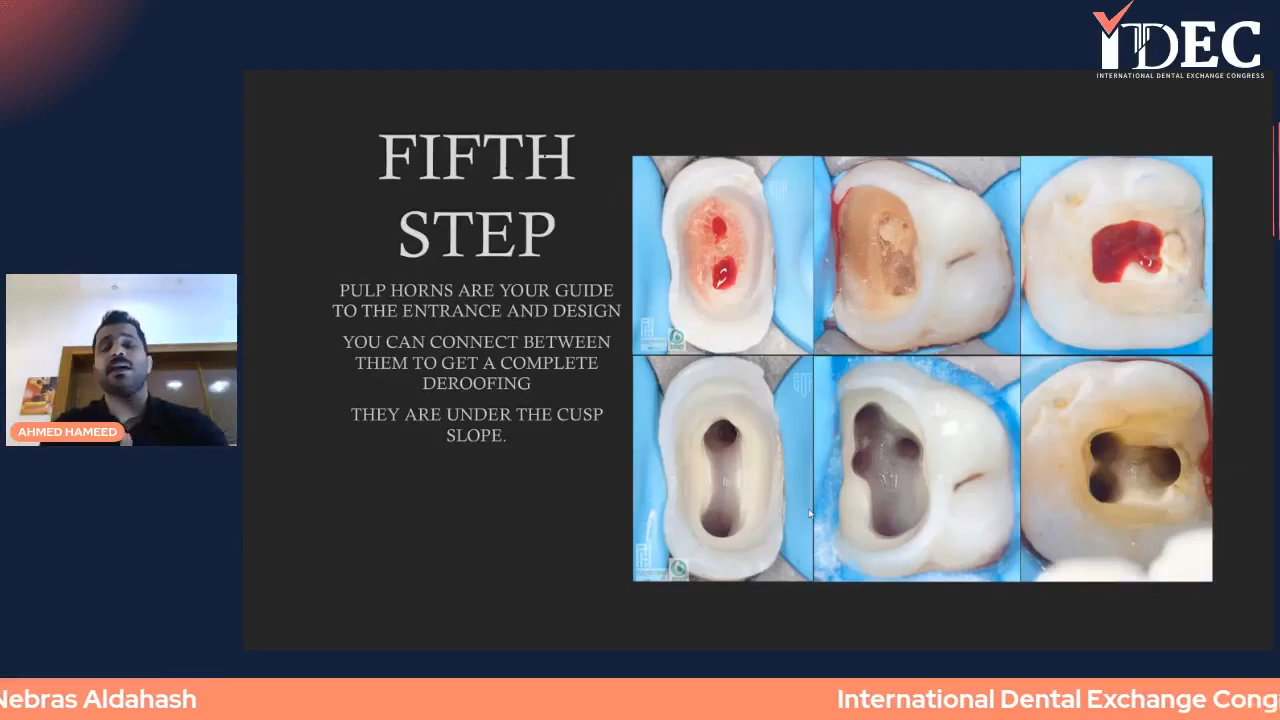 iDEC
INTERNATIONAL DENTAL EXCHANGE CONGRESS
FIFTH
STEP
PULP HORNS ARE YOUR GUIDE
TO THE ENTRANCE AND DESIGN
YOU CAN CONNECT BETWEEN
THEM TO GET A COMPLETE
DEROOFING
THEY ARE UNDER THE CUSP
SLOPE.
AHMED HAMEED
Nebras Aldahash
International Dental Exchange Cong